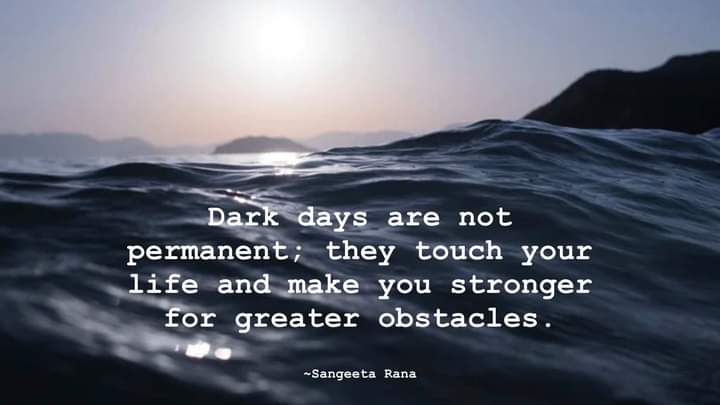 Dark days are not
permanent; they touch your
life and make you stronger
for greater obstacles.
~Sangeeta Rana